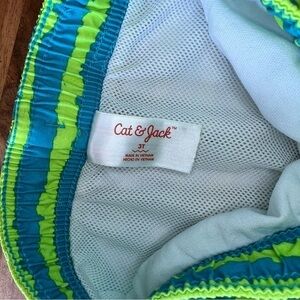 Cat & Jack™
3T
MADE IN VIETNAM
HECHO EN VIETNAM